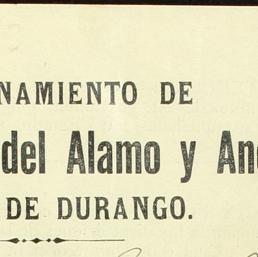 NAMIENTO DE
del Alamo y An
DE DURANGO.